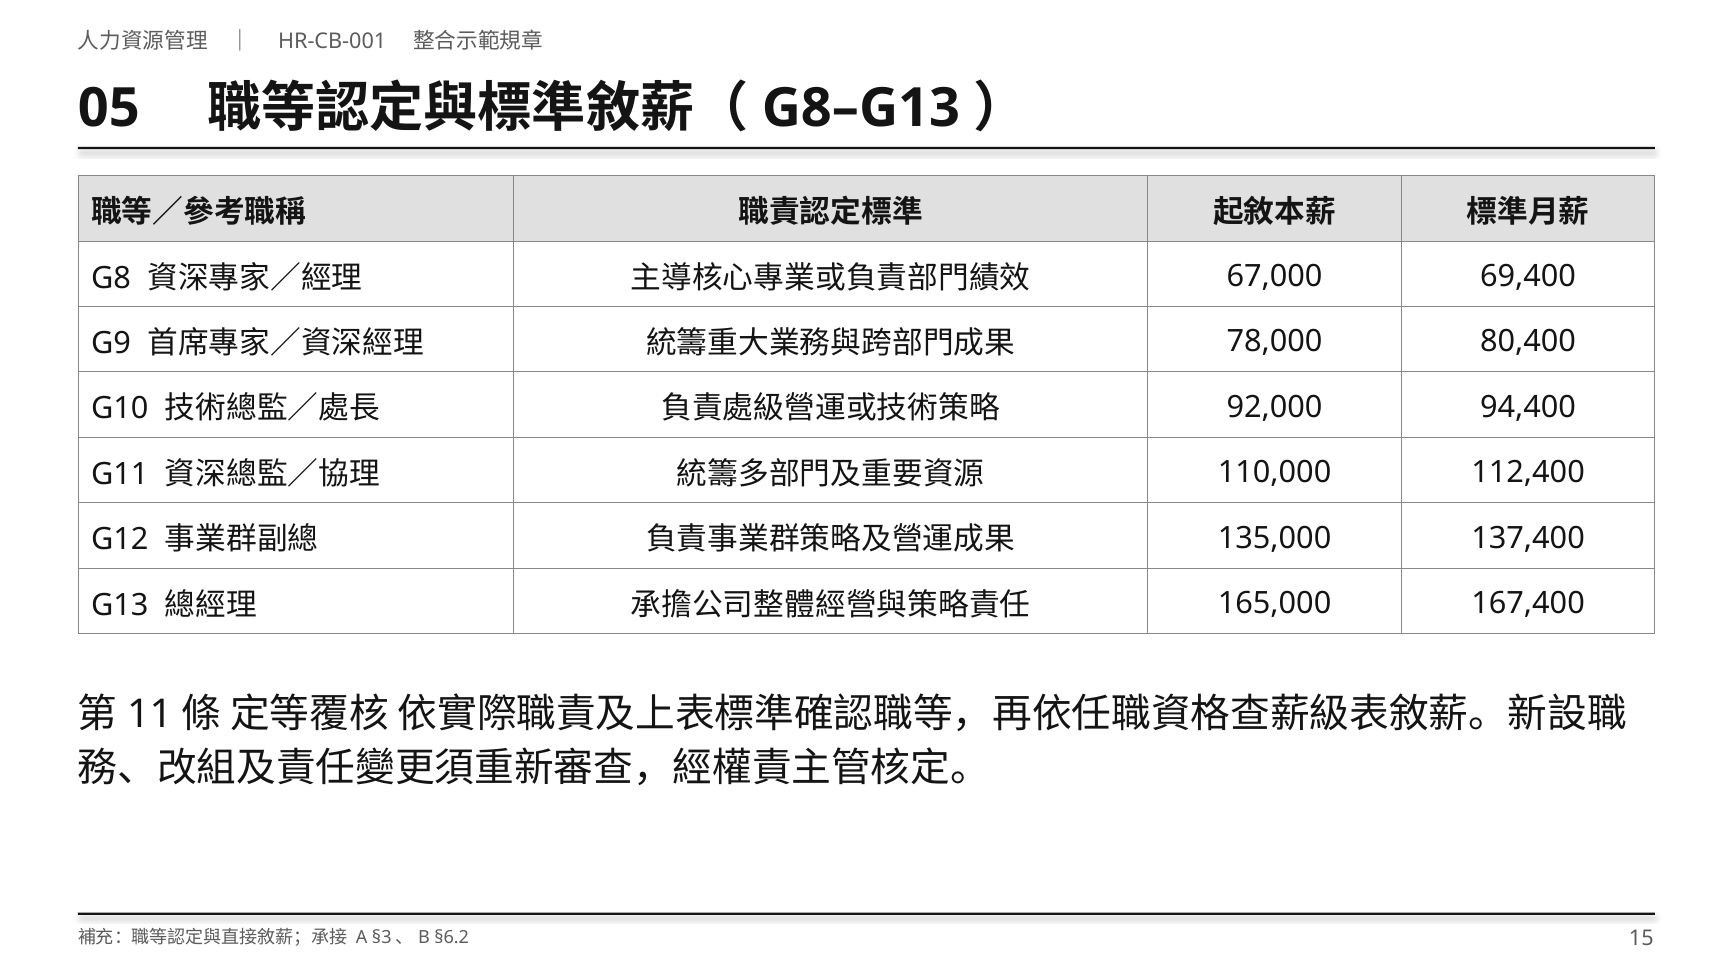 人力資源管理　｜　HR-CB-001　整合示範規章
05　職等認定與標準敘薪（G8–G13）
職等／參考職稱　職責認定標準　起敘本薪　標準月薪
G8 資深專家／經理　主導核心專業或負責部門績效　67,000　69,400
G9 首席專家／資深經理　統籌重大業務與跨部門成果　78,000　80,400
G10 技術總監／處長　負責處級營運或技術策略　92,000　94,400
G11 資深總監／協理　統籌多部門及重要資源　110,000　112,400
G12 事業群副總　負責事業群策略及營運成果　135,000　137,400
G13 總經理　承擔公司整體經營與策略責任　165,000　167,400
第 11 條 定等覆核 依實際職責及上表標準確認職等，再依任職資格查薪級表敘薪。新設職
務、改組及責任變更須重新審查，經權責主管核定。
補充：職等認定與直接敘薪；承接 A §3、B §6.2　15